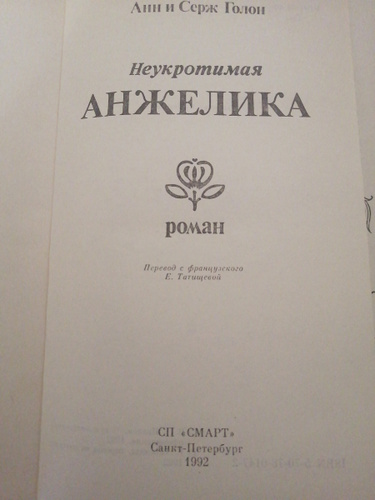 Анн и Серж Голон
Неукротимая
АНЖЕЛИКА
роман
Перевод с французского
Е. Татищевой
СП «СМАРТ»
Санкт-Петербург
1992